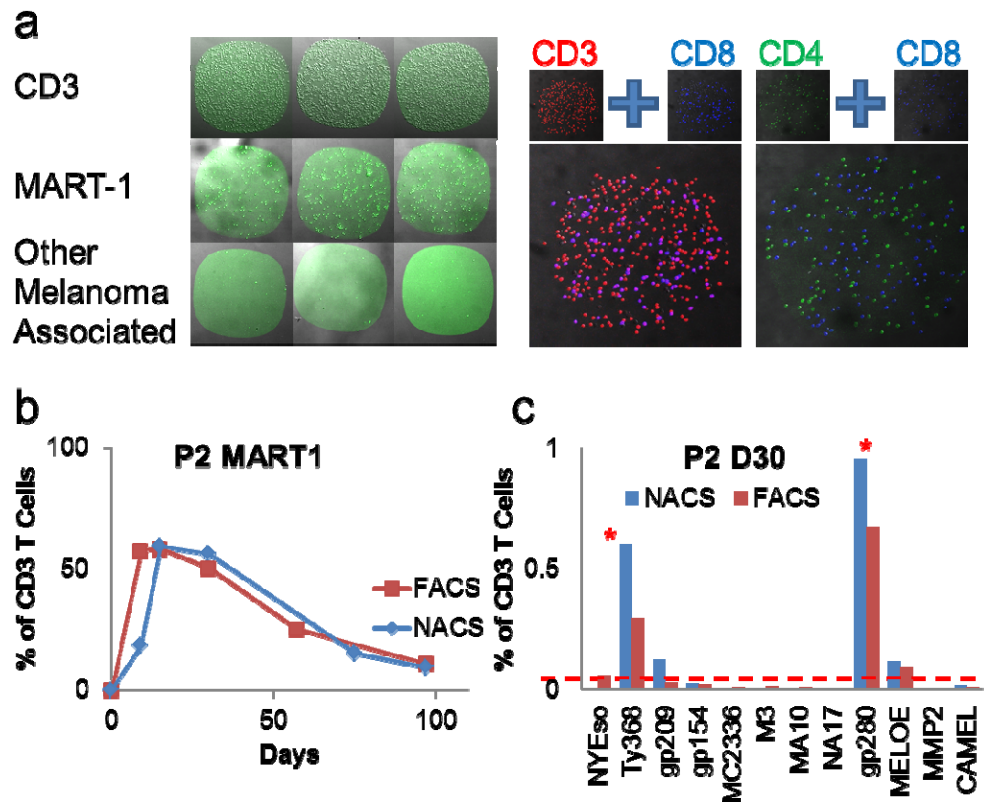 a
CD3
MART-1
Other
Melanoma
Associated
CD3 CD8 CD4 CD8
b
P2 MART1
% of CD3 T Cells
100
50
0
0 50 100
Days
FACS
NACS
c
P2 D30
% of CD3 T Cells
1
0.5
0
NACS FACS
*
*
NYEso
Ty368
gp209
gp154
MC2336
M3
MA10
NA17
gp280
MELOE
MMP2
CAMEL